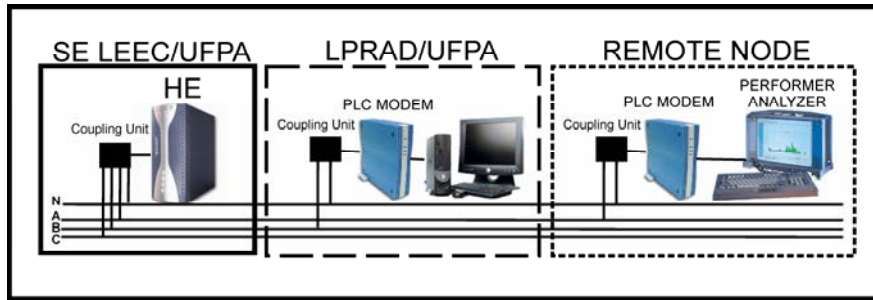 SE LEEC/UFPA
LPRAD/UFPA
REMOTE NODE
HE
Coupling Unit
PLC MODEM
Coupling Unit
PLC MODEM
PERFORMER
ANALYZER
Coupling Unit
N
A
B
C